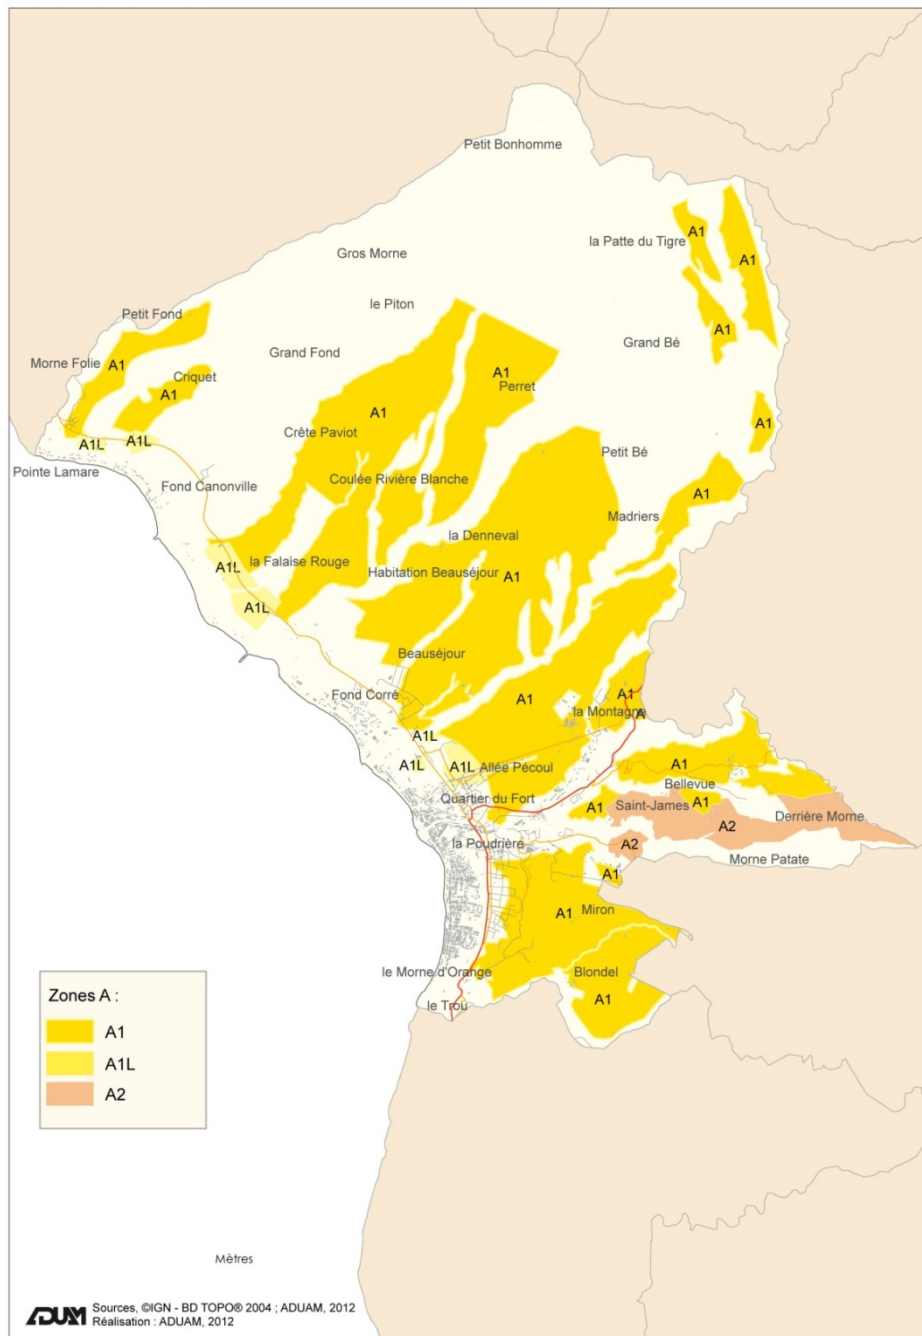 Petit Bonhomme
A1
la Patte du Tigre
Gros Morne
A1
le Piton
Petit Fond
A1
Grand Bé
Grand Fond
Morne Folie
A1
Criquet
A1
A1
Perret
A1
A1
Crête Paviot
A1L
A1L
Petit Bé
Pointe Lamare
Coulée Rivière Blanche
Fond Canonville
A1
Madriers
la Denneval
la Falaise Rouge
A1L
Habitation Beauséjour
A1
A1L
Beauséjour
Fond Corré
A1
A1
la Montagne
A
A1L
A1L
A1L
Allée Pécoul
A1
Bellevue
Quartier du Fort
A1
Saint-James
A1
Derrière Morne
A2
la Poudrière
A2
Morne Patate
A1
A1
Miron
le Morne d'Orange
Blondel
A1
le Trou
Zones A :
A1
A1L
A2
Mètres
ADUAM
Sources, ©IGN - BD TOPO® 2004 ; ADUAM, 2012
Réalisation : ADUAM, 2012